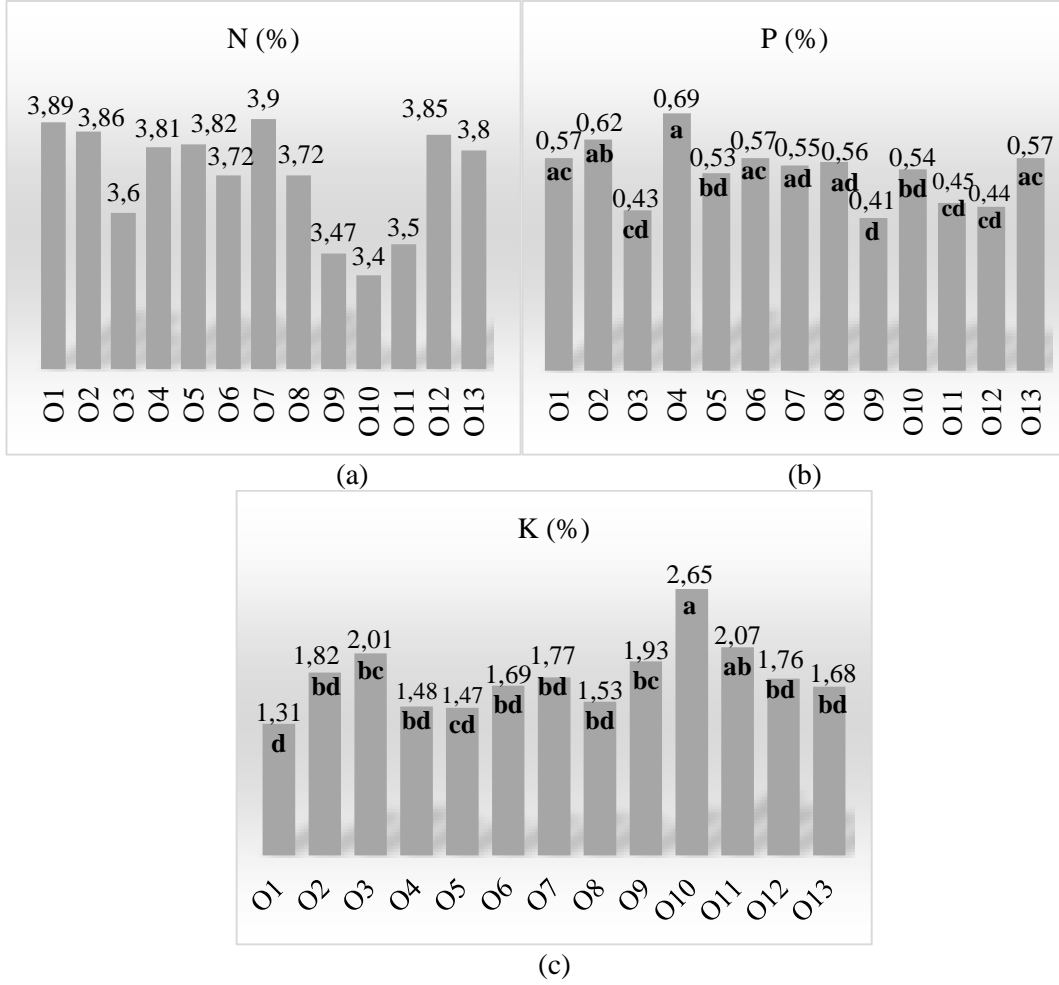 N (%)
3,89 3,86 3,6 3,81 3,82 3,72 3,9 3,72 3,47 3,4 3,5 3,85 3,8
O1 O2 O3 O4 O5 O6 O7 O8 O9 O10 O11 O12 O13
(a)
P (%)
0,57 0,62 0,43 0,69 0,53 0,57 0,55 0,56 0,41 0,54 0,45 0,44 0,57
ac ab cd a bd ac ad ad d bd cd cd ac
O1 O2 O3 O4 O5 O6 O7 O8 O9 O10 O11 O12 O13
(b)
K (%)
1,31 1,82 2,01 1,48 1,47 1,69 1,77 1,53 1,93 2,65 2,07 1,76 1,68
d bd bc bd cd bd bd bd bc a ab bd bd
O1 O2 O3 O4 O5 O6 O7 O8 O9 O10 O11 O12 O13
(c)